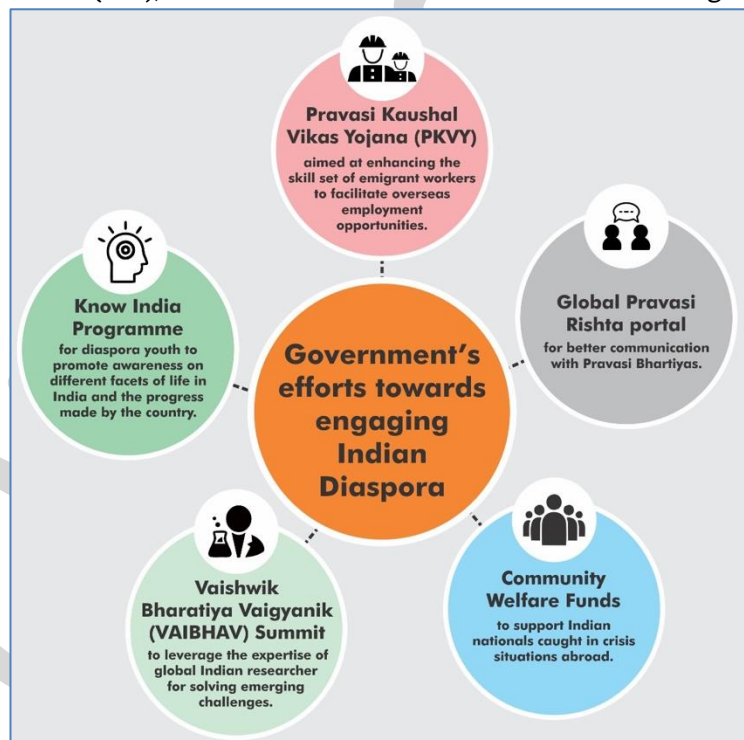 Pravasi Kaushal
Vikas Yojana (PKVY)
aimed at enhancing the
skill set of emigrant workers
to facilitate overseas
employment
opportunities.
Global Pravasi
Rishta portal
for better communication
with Pravasi Bhartiyas.
Know India
Programme
for diaspora youth to
promote awareness on
different facets of life in
India and the progress
made by the country.
Government's
efforts towards
engaging
Indian
Diaspora
Vaishwik
Bharatiya Vaigyanik
(VAIBHAV) Summit
to leverage the expertise of
global Indian researcher
for solving emerging
challenges.
Community
Welfare Funds
to support Indian
nationals caught in crisis
situations abroad.